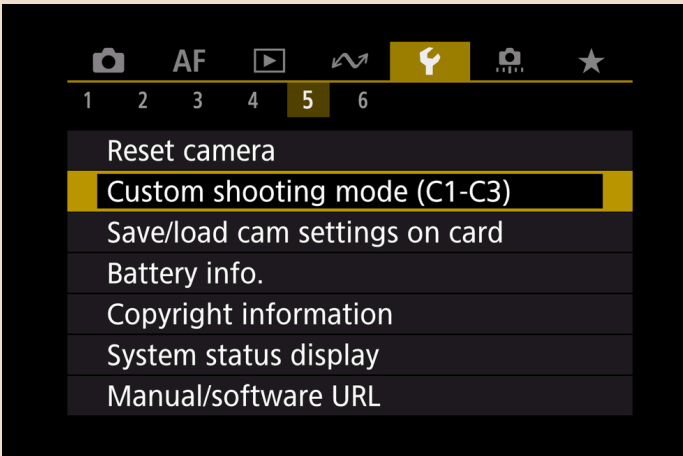 AF
1 2 3 4 5 6
Reset camera
Custom shooting mode (C1-C3)
Save/load cam settings on card
Battery info.
Copyright information
System status display
Manual/software URL